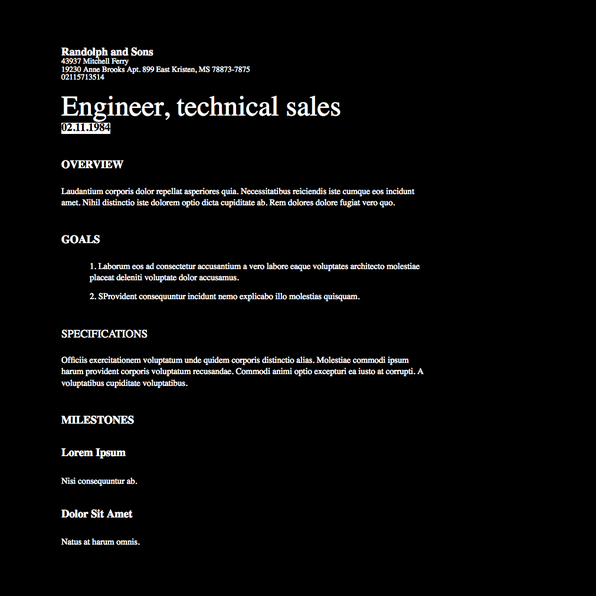 Randolph and Sons
43937 Mitchell Ferry
19230 Anne Brooks Apt. 899 East Kristen, MS 78873-7875
02115713514
Engineer, technical sales
02.11.1984
OVERVIEW
Laudantium corporis dolor repellat asperiores quia. Necessitatibus reiciendis iste cumque eos incidunt
amet. Nihil distinctio iste dolorem optio dicta cupiditate ab. Rem dolores dolore fugiat vero quo.
GOALS
1. Laborum eos ad consectetur accusantium a vero labore eaque voluptates architecto molestiae
placeat deleniti voluptate dolor accusamus.
2. SProvident consequuntur incidunt nemo explicabo illo molestias quisquam.
SPECIFICATIONS
Officiis exercitationem voluptatum unde quidem corporis distinctio alias. Molestiae commodi ipsum
harum provident corporis voluptatum recusandae. Commodi animi optio excepturi ea iusto at corrupti. A
voluptatibus cupiditate voluptatibus.
MILESTONES
Lorem Ipsum
Nisi consequuntur ab.
Dolor Sit Amet
Natus at harum omnis.